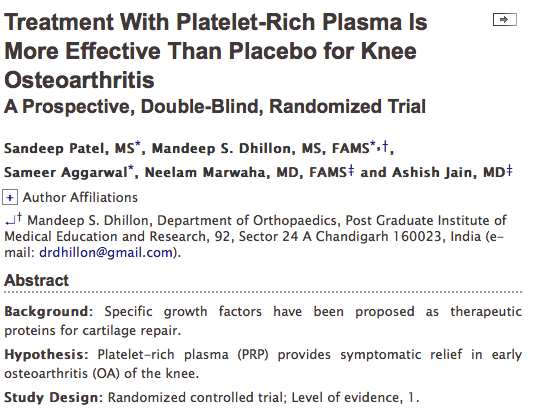 Treatment With Platelet-Rich Plasma Is
More Effective Than Placebo for Knee
Osteoarthritis
A Prospective, Double-Blind, Randomized Trial
Sandeep Patel, MS*, Mandeep S. Dhillon, MS, FAMS*,†,
Sameer Aggarwal*, Neelam Marwaha, MD, FAMS‡ and Ashish Jain, MD‡
+ Author Affiliations
↵† Mandeep S. Dhillon, Department of Orthopaedics, Post Graduate Institute of
Medical Education and Research, 92, Sector 24 A Chandigarh 160023, India (e-
mail: drdhillon@gmail.com).
Abstract
Background: Specific growth factors have been proposed as therapeutic
proteins for cartilage repair.
Hypothesis: Platelet-rich plasma (PRP) provides symptomatic relief in early
osteoarthritis (OA) of the knee.
Study Design: Randomized controlled trial; Level of evidence, 1.